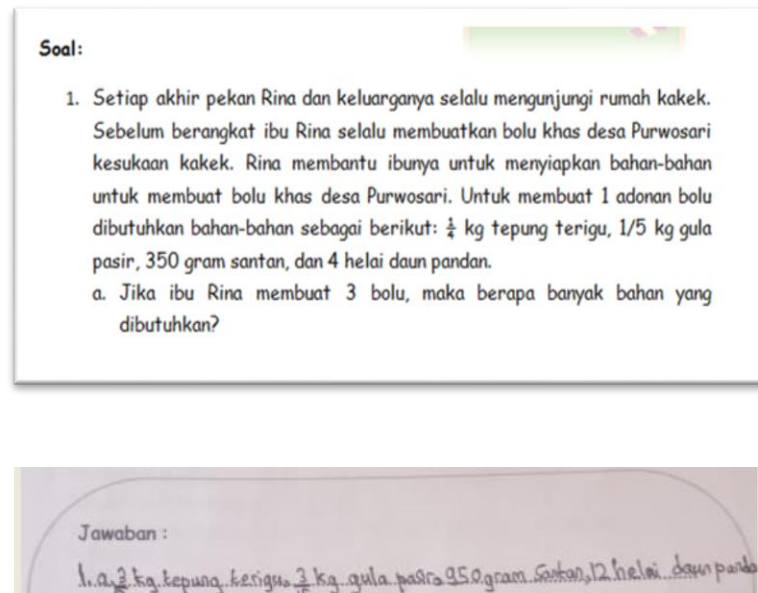 Soal:
1. Setiap akhir pekan Rina dan keluarganya selalu mengunjungi rumah kakek.
Sebelum berangkat ibu Rina selalu membuatkan bolu khas desa Purwosari
kesukaan kakek. Rina membantu ibunya untuk menyiapkan bahan-bahan
untuk membuat bolu khas desa Purwosari. Untuk membuat 1 adonan bolu
dibutuhkan bahan-bahan sebagai berikut: ¼ kg tepung terigu, 1/5 kg gula
pasir, 350 gram santan, dan 4 helai daun pandan.
a. Jika ibu Rina membuat 3 bolu, maka berapa banyak bahan yang
dibutuhkan?
Jawaban :
1. a. kg tepung terigu kg gula pasir 950 gram santan, 12 helai daun panda